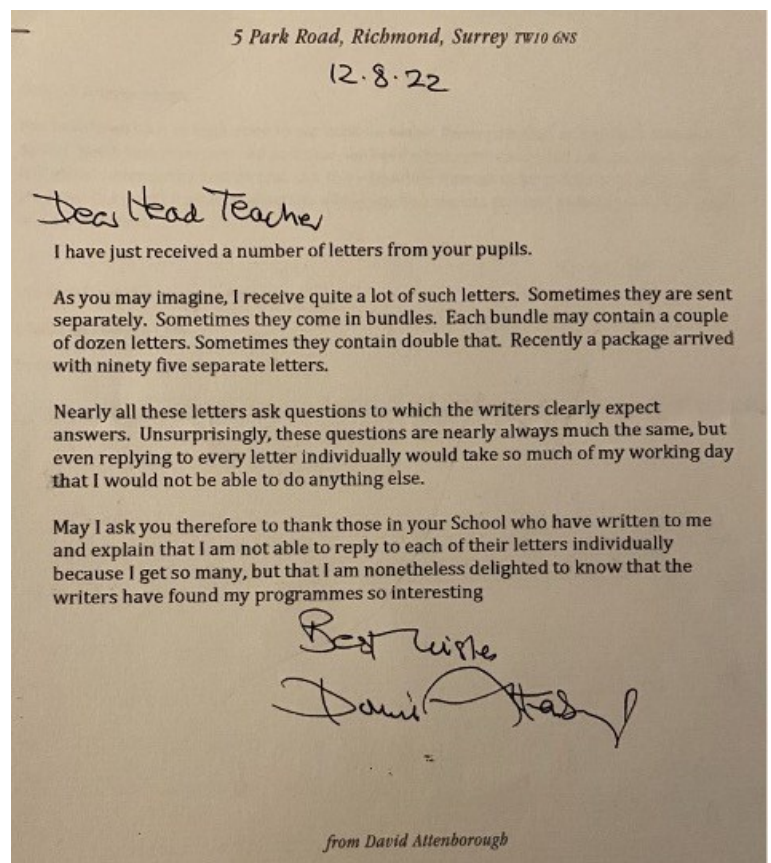 5 Park Road, Richmond, Surrey TW10 6NS
12.8.22
Dear Head Teacher
I have just received a number of letters from your pupils.
As you may imagine, I receive quite a lot of such letters.  Sometimes they are sent
separately.  Sometimes they come in bundles.  Each bundle may contain a couple
of dozen letters. Sometimes they contain double that.  Recently a package arrived
with ninety five separate letters.
Nearly all these letters ask questions to which the writers clearly expect
answers.  Unsurprisingly, these questions are nearly always much the same, but
even replying to every letter individually would take so much of my working day
that I would not be able to do anything else.
May I ask you therefore to thank those in your School who have written to me
and explain that I am not able to reply to each of their letters individually
because I get so many, but that I am nonetheless delighted to know that the
writers have found my programmes so interesting
Best wishes
David Attenborough
from David Attenborough